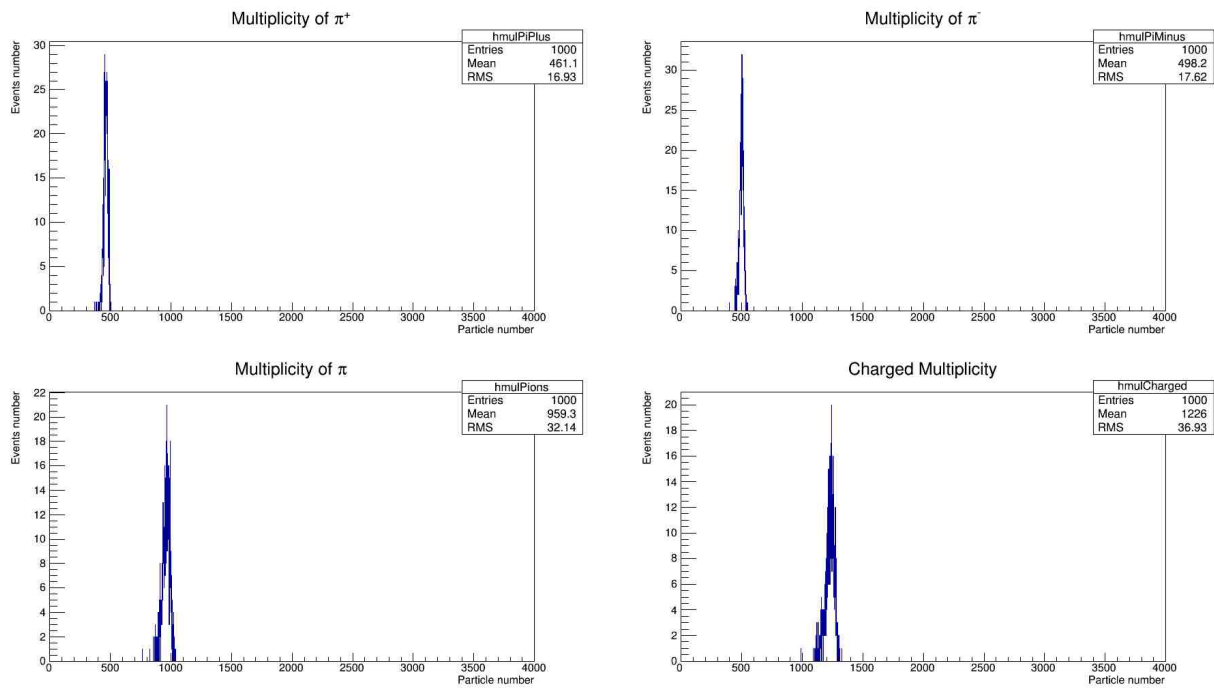 Multiplicity of π⁺
hmulPiPlus
Entries 1000
Mean 461.1
RMS 16.93
Events number
30
25
20
15
10
5
0
0 500 1000 1500 2000 2500 3000 3500 4000
Particle number
Multiplicity of π⁻
hmulPiMinus
Entries 1000
Mean 498.2
RMS 17.62
Events number
30
25
20
15
10
5
0
0 500 1000 1500 2000 2500 3000 3500 4000
Particle number
Multiplicity of π
hmulPions
Entries 1000
Mean 959.3
RMS 32.14
Events number
22
20
18
16
14
12
10
8
6
4
2
0
0 500 1000 1500 2000 2500 3000 3500 4000
Particle number
Charged Multiplicity
hmulCharged
Entries 1000
Mean 1226
RMS 36.93
Events number
20
18
16
14
12
10
8
6
4
2
0
0 500 1000 1500 2000 2500 3000 3500 4000
Particle number